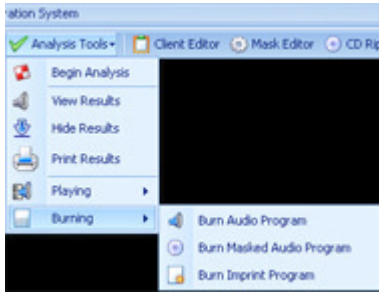 vation System
Analysis Tools Client Editor Mask Editor CD Rip
Begin Analysis
View Results
Hide Results
Print Results
Playing
Burning
Burn Audio Program
Burn Masked Audio Program
Burn Imprint Program